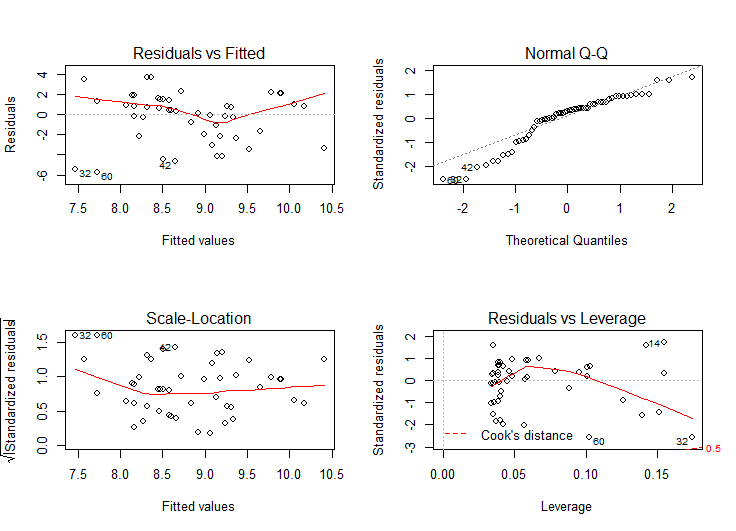 Residuals vs Fitted
Residuals
4
2
0
-2
-6
32
60
42
7.5 8.0 8.5 9.0 9.5 10.0 10.5
Fitted values
Normal Q-Q
Standardized residuals
2
1
0
-1
-2
42
-2 -1 0 1 2
Theoretical Quantiles
Scale-Location
√|Standardized residuals|
1.5
1.0
0.5
0.0
32
60
42
7.5 8.0 8.5 9.0 9.5 10.0 10.5
Fitted values
Residuals vs Leverage
Standardized residuals
2
1
0
-1
-2
-3
14
Cook's distance
60
32
0.5
0.00 0.05 0.10 0.15
Leverage